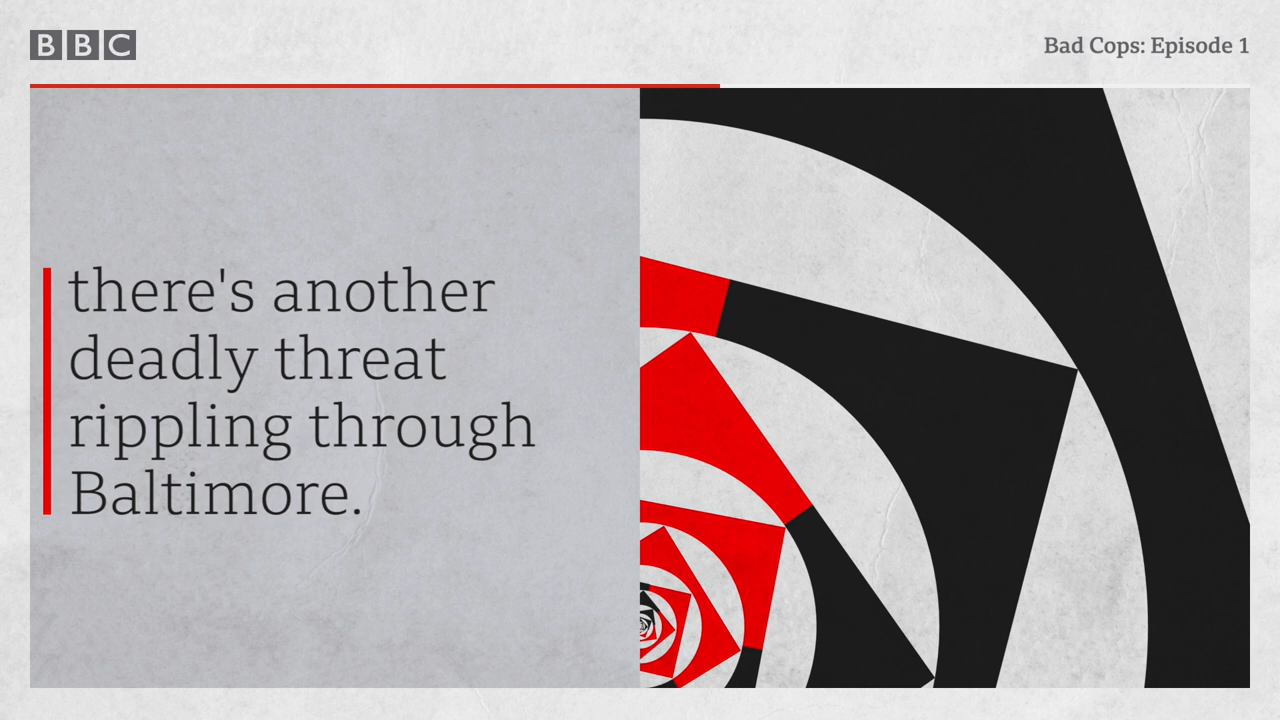 BBC
Bad Cops: Episode 1
there's another
deadly threat
rippling through
Baltimore.